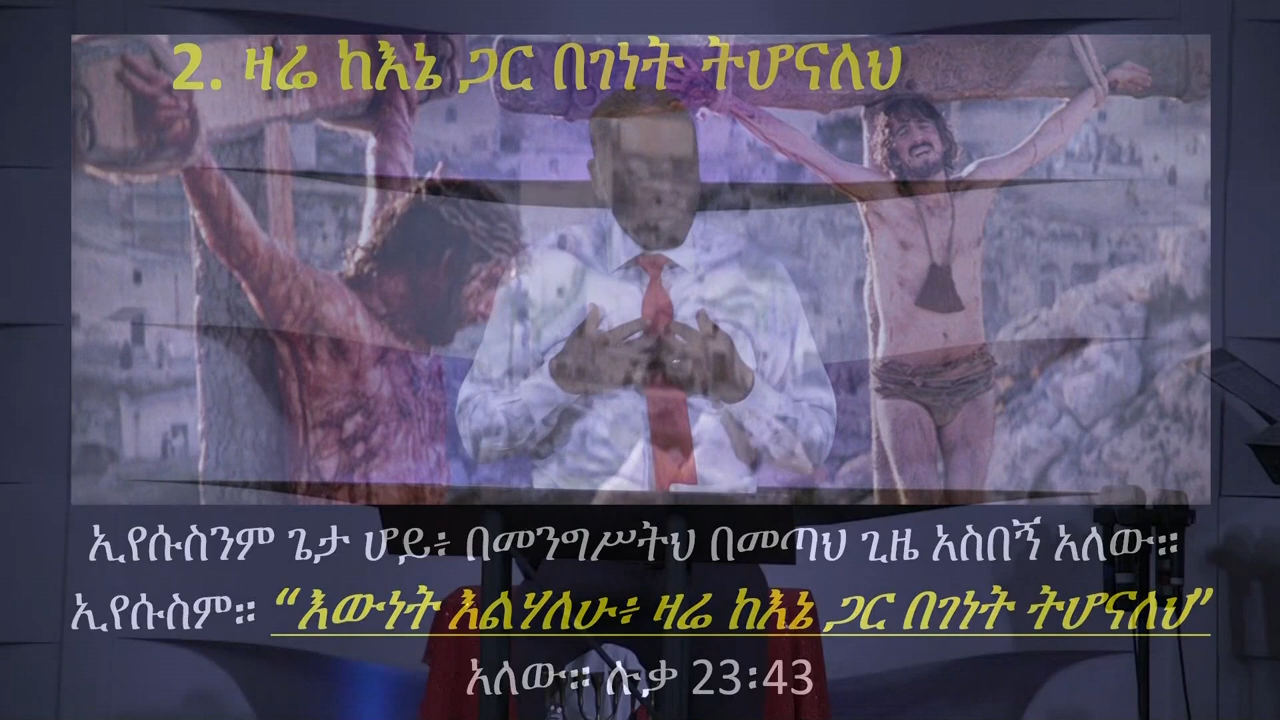 2. ዛሬ ከእኔ ጋር በገነት ትሆናለህ
ኢየሱስንም ጌታ ሆይ፥ በመንግሥትህ በመጣህ ጊዜ አስበኝ አለው።
ኢየሱስም። “እውነት እልሃለሁ፥ ዛሬ ከእኔ ጋር በገነት ትሆናለህ”
አለው። ሉቃ 23፡43